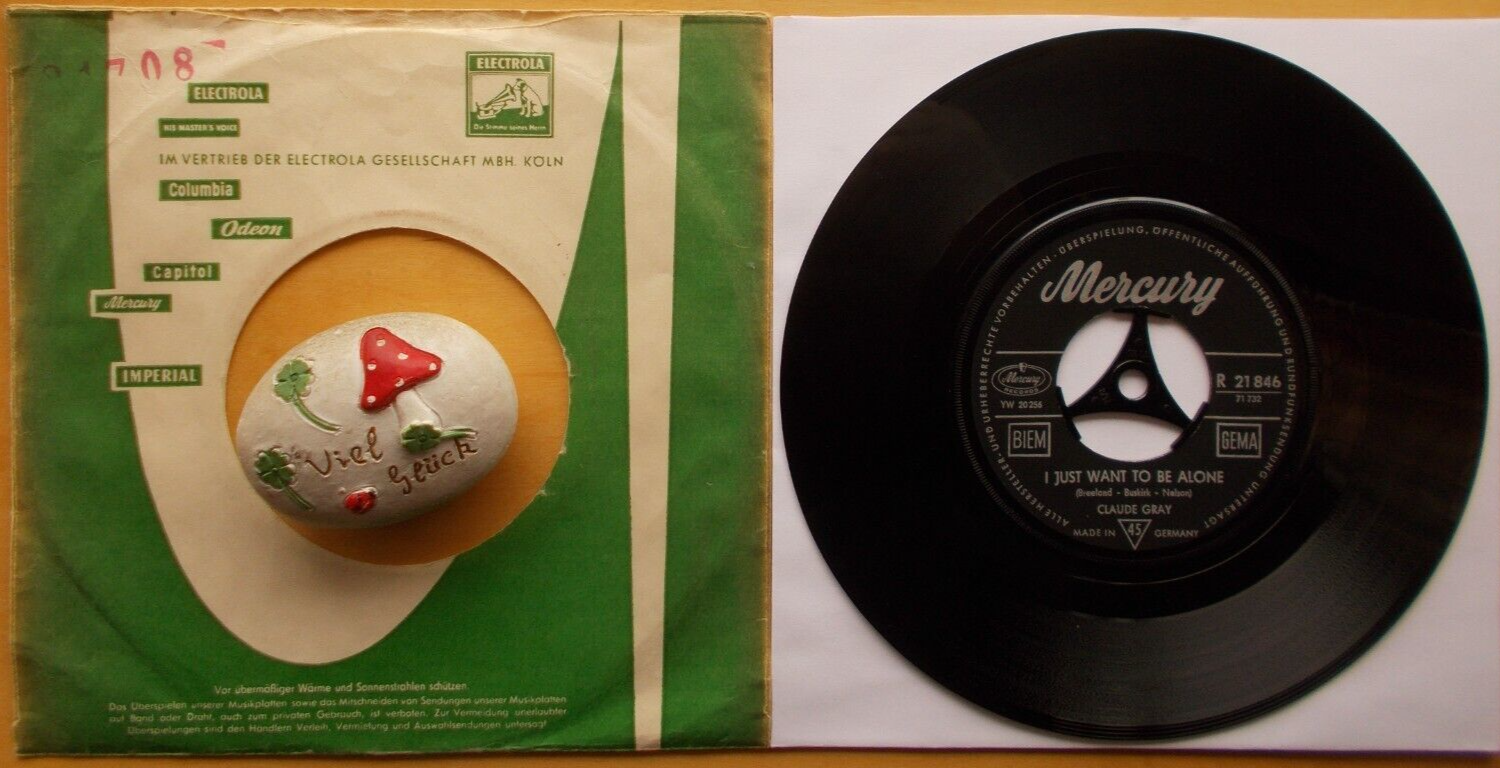 08
ELECTROLA
HIS MASTER'S VOICE
ELECTROLA
Die Stimme seines Herrn
IM VERTRIEB DER ELECTROLA GESELLSCHAFT MBH. KÖLN
Columbia
Odeon
Capitol
Mercury
IMPERIAL
Viel
Glück
Vor übermäßiger Wärme und Sonnenstrahlen schützen
Das Überspielen unserer Musikplatten sowie das Mitschneiden von Sendungen unserer Musikplatten
auf Band oder Draht, auch zum privaten Gebrauch, ist verboten. Zur Vermeidung unerlaubter
Überspielungen sind den Händlern Verleih, Vermietung und Auswahlsendungen untersagt
ALLE HERSTELLER- UND URHEBERRECHTE VORBEHALTEN · ÜBERSPIELUNG, ÖFFENTLICHE AUFFÜHRUNG UND RUNDFUNKSENDUNG UNTERSAGT
Mercury
Mercury
RECORDS
YW 20 256
R 21 846
71 732
BIEM
GEMA
I JUST WANT TO BE ALONE
(Breeland - Buskirk - Nelson)
CLAUDE GRAY
MADE IN 45 GERMANY